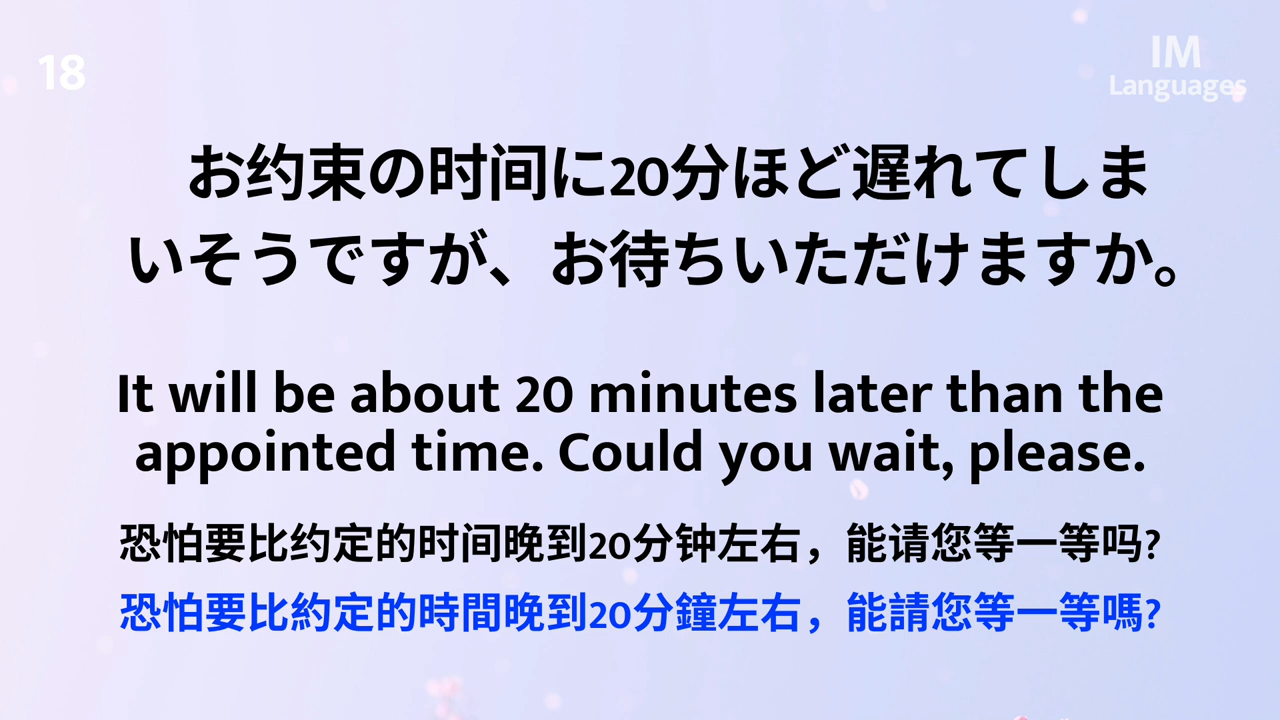 18
IM
Languages
お约束の时间に20分ほど遅れてしま
いそうですが、お待ちいただけますか。
It will be about 20 minutes later than the
appointed time. Could you wait, please.
恐怕要比约定的时间晚到20分钟左右，能请您等一等吗?
恐怕要比約定的時間晚到20分鐘左右，能請您等一等嗎?